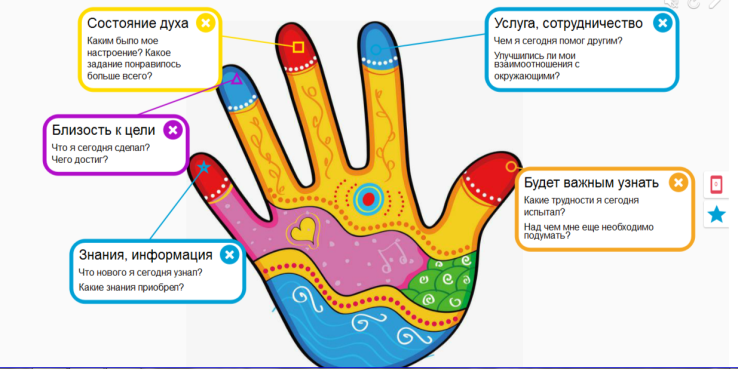 Состояние духа
Каким было мое
настроение? Какое
задание понравилось
больше всего?
Услуга, сотрудничество
Чем я сегодня помог другим?
Улучшились ли мои
взаимоотношения с
окружающими?
Близость к цели
Что я сегодня сделал?
Чего достиг?
Будет важным узнать
Какие трудности я сегодня
испытал?
Над чем мне еще необходимо
подумать?
Знания, информация
Что нового я сегодня узнал?
Какие знания приобрел?